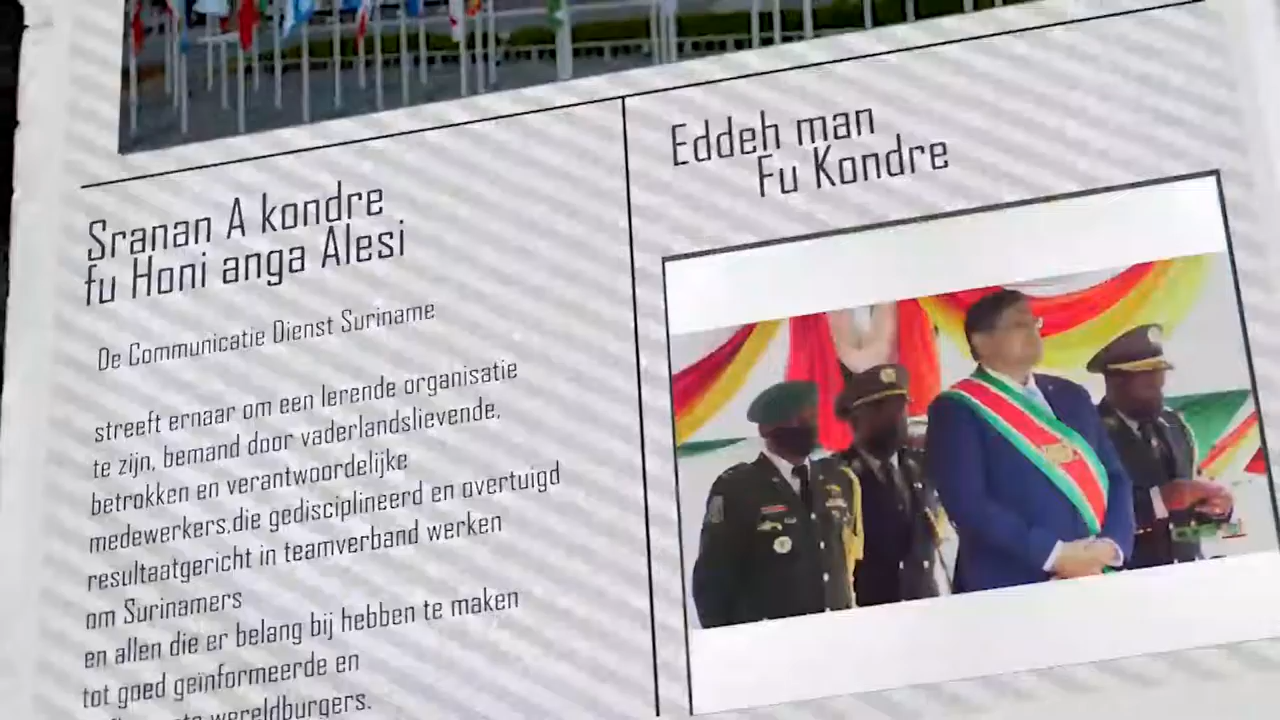 Sranan A kondre
fu Honi anga Alesi
De Communicatie Dienst Suriname
streeft ernaar om een lerende organisatie
te zijn, bemand door vaderlandslievende,
betrokken en verantwoordelijke
medewerkers,die gedisciplineerd en overtuigd
resultaatgericht in teamverband werken
om Surinamers
en allen die er belang bij hebben te maken
tot goed geïnformeerde en
wereldburgers.
Eddeh man
Fu Kondre